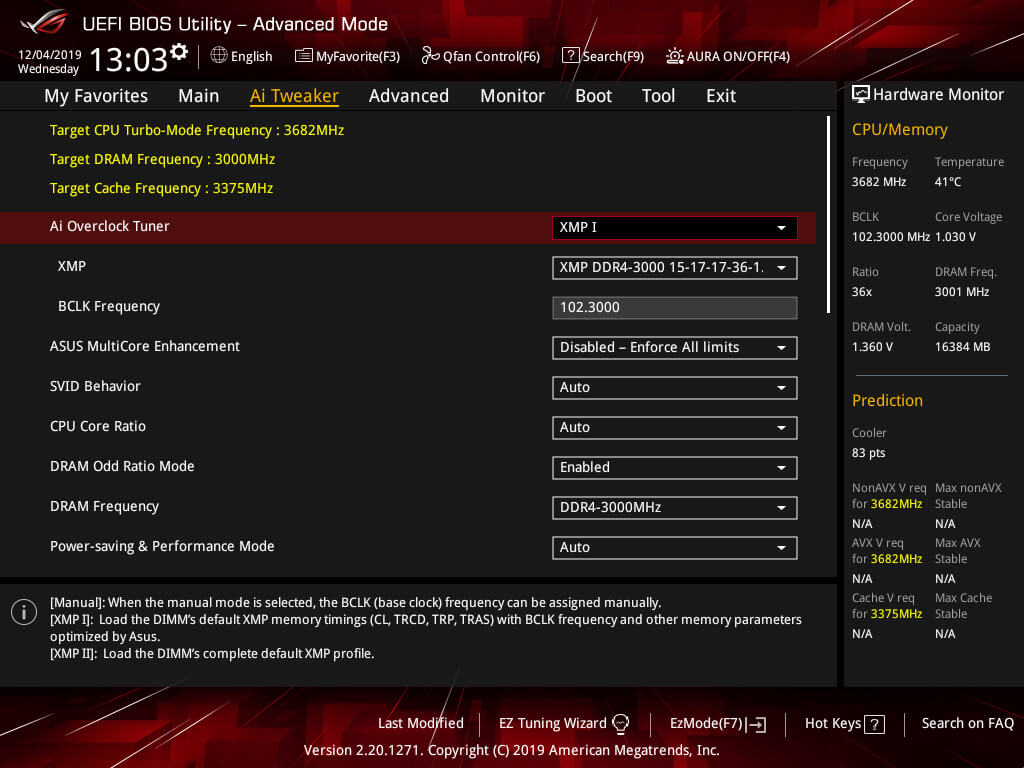 UEFI BIOS Utility – Advanced Mode
12/04/2019
Wednesday
13:03
English
MyFavorite(F3)
Qfan Control(F6)
? Search(F9)
AURA ON/OFF(F4)
My Favorites
Main
Ai Tweaker
Advanced
Monitor
Boot
Tool
Exit
Target CPU Turbo-Mode Frequency : 3682MHz
Target DRAM Frequency : 3000MHz
Target Cache Frequency : 3375MHz
Ai Overclock Tuner XMP I
XMP XMP DDR4-3000 15-17-17-36-1.
BCLK Frequency 102.3000
ASUS MultiCore Enhancement Disabled – Enforce All limits
SVID Behavior Auto
CPU Core Ratio Auto
DRAM Odd Ratio Mode Enabled
DRAM Frequency DDR4-3000MHz
Power-saving & Performance Mode Auto
i
[Manual]: When the manual mode is selected, the BCLK (base clock) frequency can be assigned manually.
[XMP I]: Load the DIMM's default XMP memory timings (CL, TRCD, TRP, TRAS) with BCLK frequency and other memory parameters
optimized by Asus.
[XMP II]: Load the DIMM's complete default XMP profile.
Hardware Monitor
CPU/Memory
Frequency Temperature
3682 MHz 41°C
BCLK Core Voltage
102.3000 MHz 1.030 V
Ratio DRAM Freq.
36x 3001 MHz
DRAM Volt. Capacity
1.360 V 16384 MB
Prediction
Cooler
83 pts
NonAVX V req Max nonAVX
for 3682MHz Stable
N/A N/A
AVX V req Max AVX
for 3682MHz Stable
N/A N/A
Cache V req Max Cache
for 3375MHz Stable
N/A N/A
Last Modified
EZ Tuning Wizard
EzMode(F7)
Hot Keys ?
Search on FAQ
Version 2.20.1271. Copyright (C) 2019 American Megatrends, Inc.